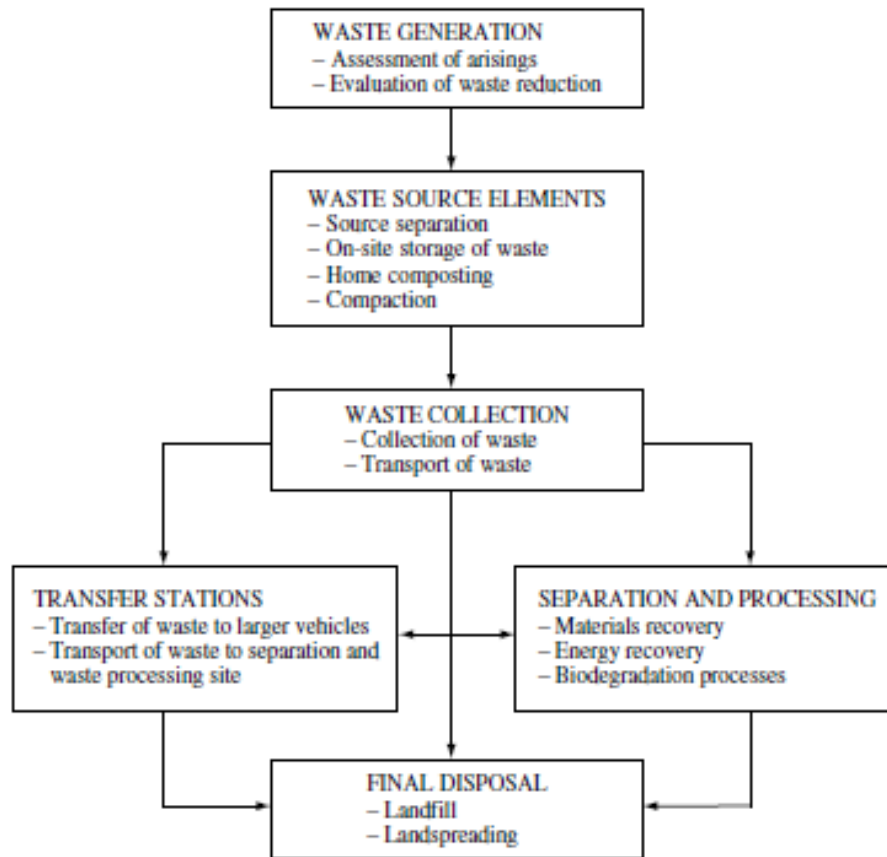 WASTE GENERATION
– Assessment of arisings
– Evaluation of waste reduction
WASTE SOURCE ELEMENTS
– Source separation
– On-site storage of waste
– Home composting
– Compaction
WASTE COLLECTION
– Collection of waste
– Transport of waste
TRANSFER STATIONS
– Transfer of waste to larger vehicles
– Transport of waste to separation and
waste processing site
SEPARATION AND PROCESSING
– Materials recovery
– Energy recovery
– Biodegradation processes
FINAL DISPOSAL
– Landfill
– Landspreading